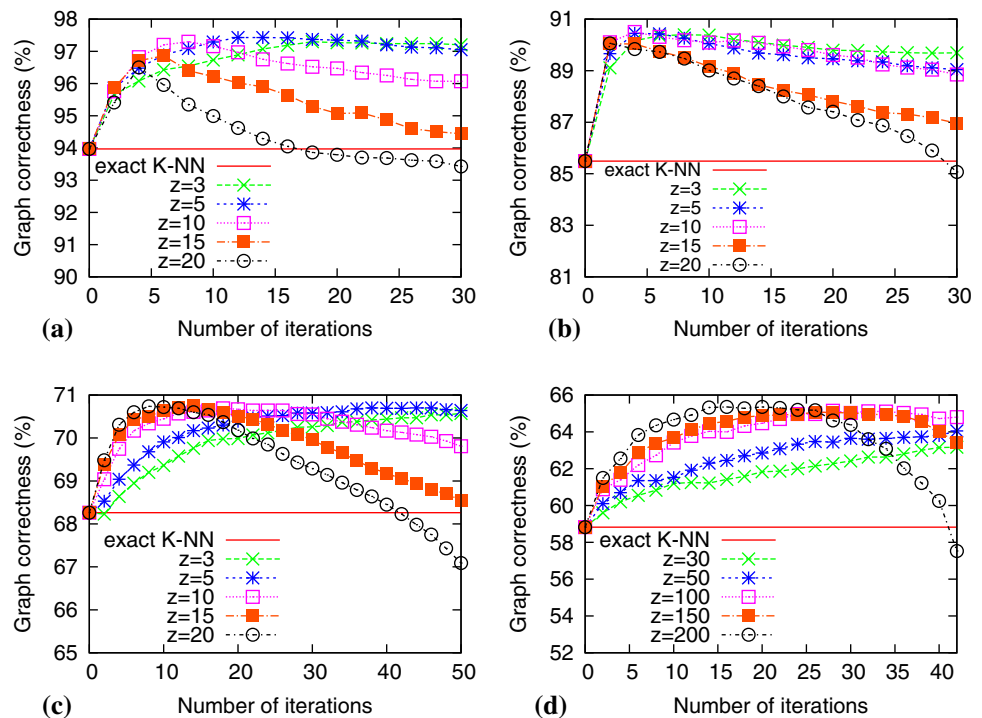 Graph correctness (%)
98
97
96
95
94
93
92
91
90
exact K-NN
z=3
z=5
z=10
z=15
z=20
0 5 10 15 20 25 30
(a) Number of iterations
Graph correctness (%)
91
89
87
85
83
81
exact K-NN
z=3
z=5
z=10
z=15
z=20
0 5 10 15 20 25 30
(b) Number of iterations
Graph correctness (%)
71
70
69
68
67
66
65
exact K-NN
z=3
z=5
z=10
z=15
z=20
0 10 20 30 40 50
(c) Number of iterations
Graph correctness (%)
66
64
62
60
58
56
54
52
exact K-NN
z=30
z=50
z=100
z=150
z=200
0 5 10 15 20 25 30 35 40
(d) Number of iterations